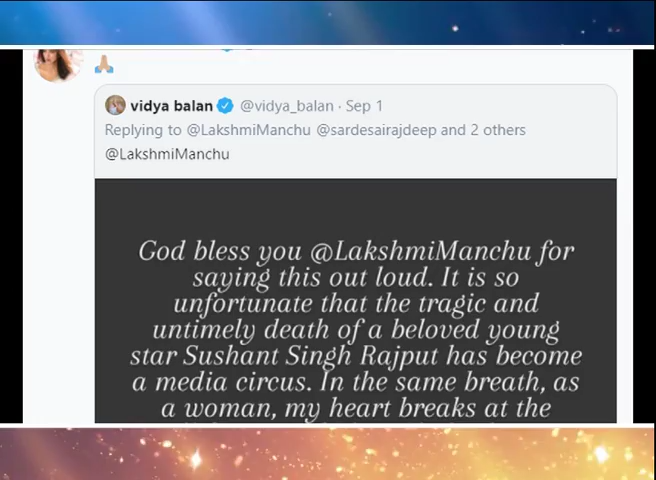 vidya balan @vidya_balan · Sep 1
Replying to @LakshmiManchu @sardesairajdeep and 2 others
@LakshmiManchu
God bless you @LakshmiManchu for
saying this out loud. It is so
unfortunate that the tragic and
untimely death of a beloved young
star Sushant Singh Rajput has become
a media circus. In the same breath, as
a woman, my heart breaks at the